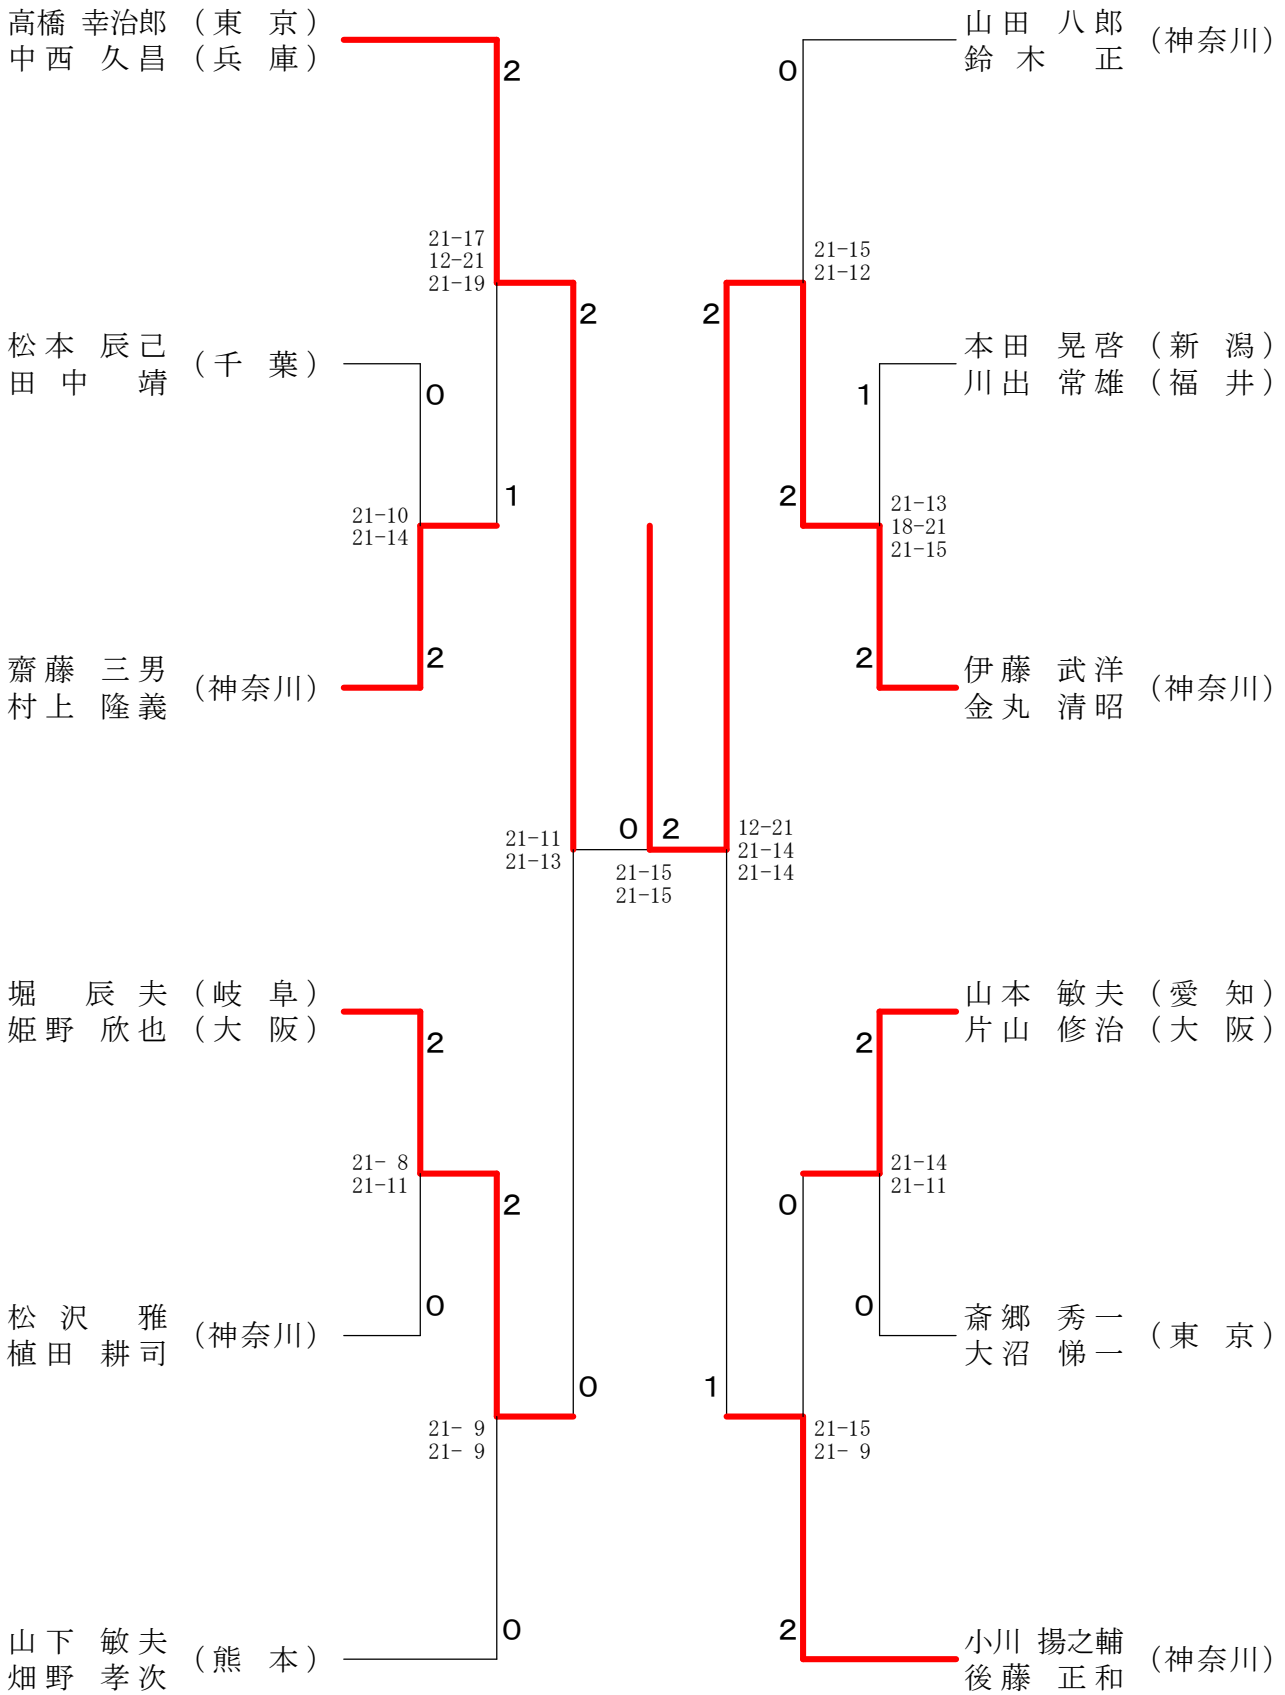 高橋 幸治郎 (東 京)
中西 久昌 (兵 庫)
2
21-17
12-21
21-19
2
松本 辰己
田中 靖
(千 葉)
0
1
21-10
21-14
齋藤 三男
村上 隆義
(神奈川)
2
21-11
21-13
0
2
21-15
21-15
堀 辰夫 (岐 阜)
姫野 欣也 (大 阪)
2
21- 8
21-11
2
松沢 雅
植田 耕司
(神奈川)
0
0
21- 9
21- 9
山下 敏夫
畑野 孝次
(熊 本)
0
山田 八郎
鈴木 正
(神奈川)
0
21-15
21-12
2
本田 晃啓 (新 潟)
川出 常雄 (福 井)
1
2
21-13
18-21
21-15
伊藤 武洋
金丸 清昭
(神奈川)
2
12-21
21-14
21-14
山本 敏夫 (愛 知)
片山 修治 (大 阪)
2
21-14
21-11
0
斎郷 秀一
大沼 悌一
(東 京)
0
1
21-15
21- 9
小川 揚之輔
後藤 正和
(神奈川)
2